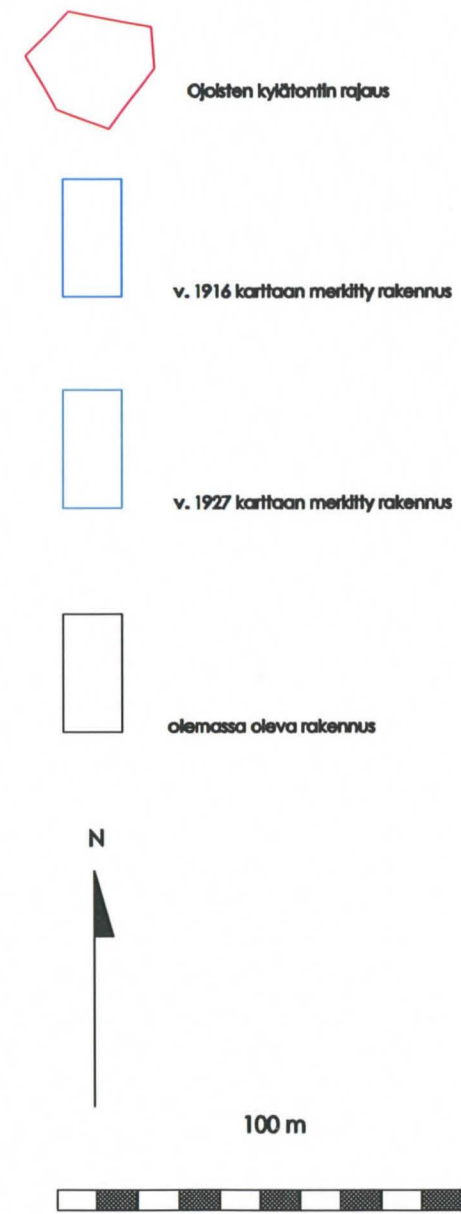 Ojoisten kylätontin rajaus
v. 1916 karttaan merkitty rakennus
v. 1927 karttaan merkitty rakennus
olemassa oleva rakennus
N
100 m